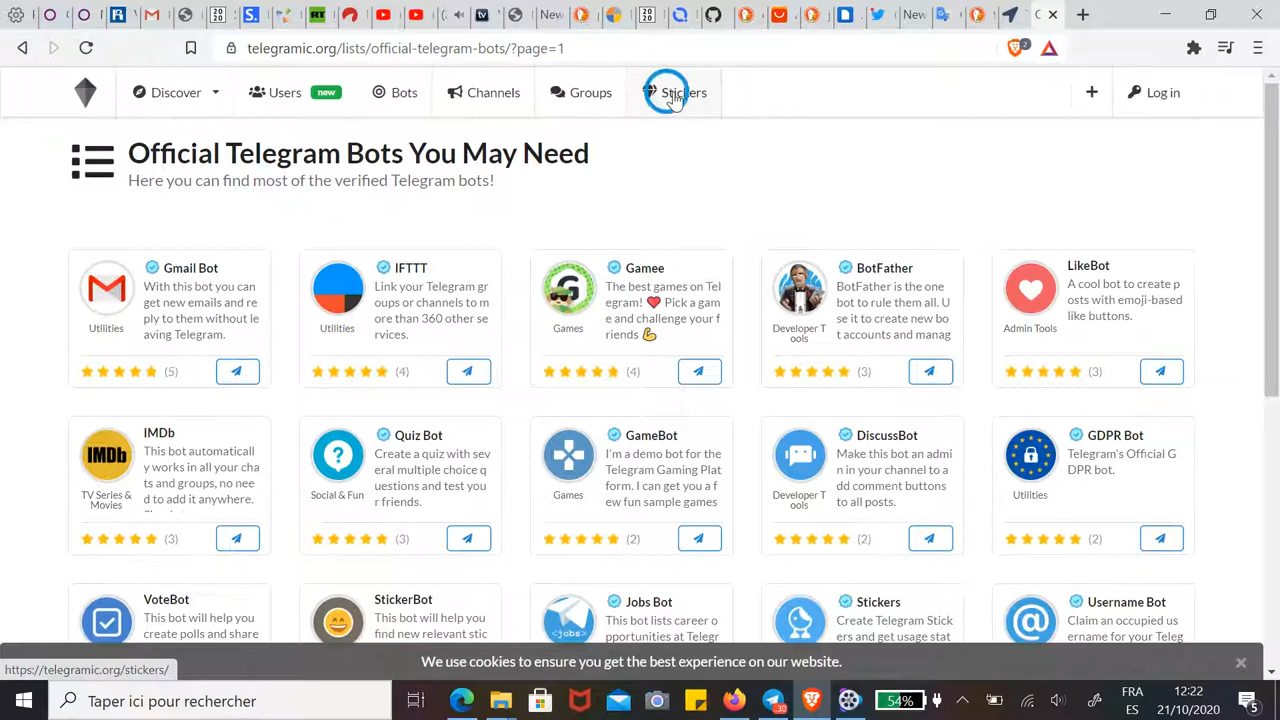 New
New
C
telegramic.org/lists/official-telegram-bots/?page=1
2
Discover
Users
new
Bots
Channels
Groups
Stickers
Log in
Official Telegram Bots You May Need
Here you can find most of the verified Telegram bots!
Gmail Bot
With this bot you can
get new emails and re
ply to them without le
aving Telegram.
Utilities
(5)
IFTTT
Link your Telegram gr
oups or channels to m
ore than 360 other se
rvices.
Utilities
(4)
Gamee
The best games on Tel
egram! ❤️ Pick a gam
e and challenge your f
riends 💪
Games
(4)
BotFather
BotFather is the one
bot to rule them all. U
se it to create new bo
t accounts and manag
Developer T
ools
(3)
LikeBot
A cool bot to create p
osts with emoji-based
like buttons.
Admin Tools
(3)
IMDb
IMDb
This bot automaticall
y works in all your cha
ts and groups, no nee
d to add it anywhere.
TV Series &
Movies
(3)
Quiz Bot
Create a quiz with sev
eral multiple choice q
uestions and test you
r friends.
Social & Fun
(3)
GameBot
I'm a demo bot for the
Telegram Gaming Plat
form. I can get you a f
few fun sample games
Games
(2)
DiscussBot
Make this bot an admi
n in your channel to a
dd comment buttons
to all posts.
Developer T
ools
(2)
GDPR Bot
Telegram's Official G
DPR bot.
Utilities
(2)
VoteBot
This bot will help you
create polls and share
StickerBot
This bot will help you
find new relevant stic
<jobs>
Jobs Bot
This bot lists career o
pportunities at Telegr
Stickers
Create Telegram Stick
ers and get usage stat
Username Bot
Claim an occupied us
ername for your Teleg
We use cookies to ensure you get the best experience on our website.
https://telegramic.org/stickers/
Taper ici pour rechercher
30
54%
FRA
ES
12:22
21/10/2020
5